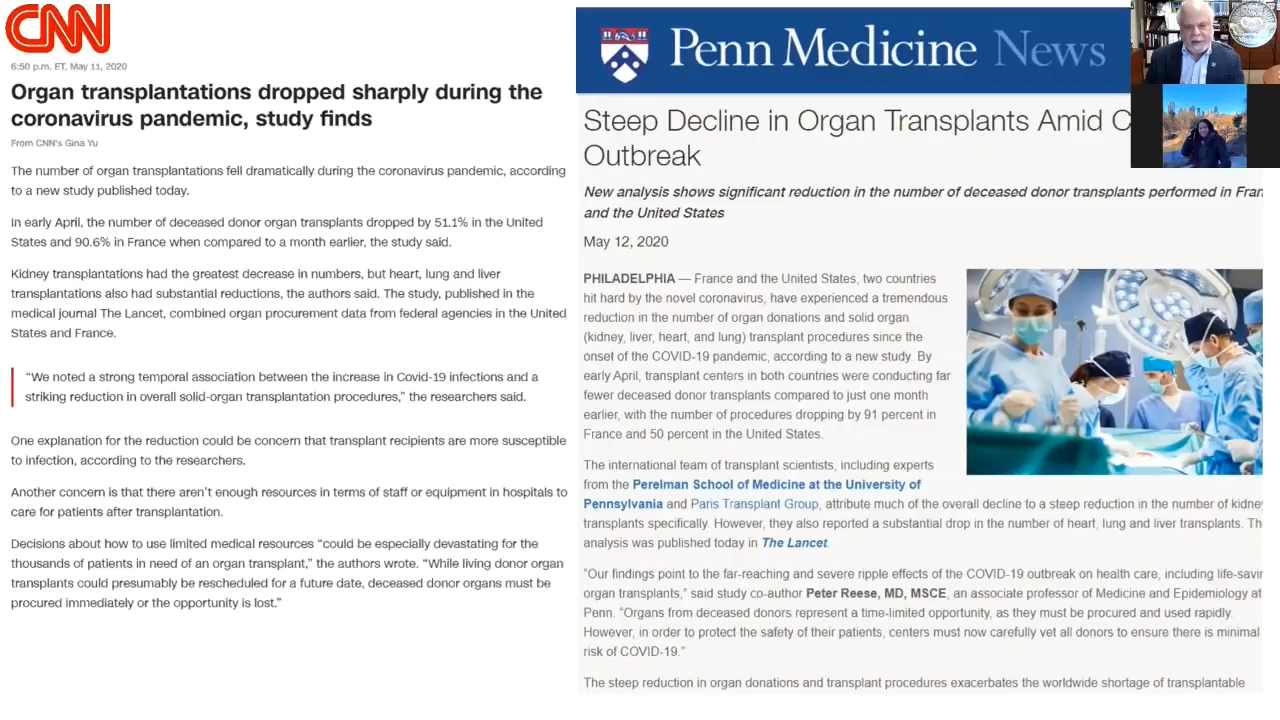 CNN
6:50 p.m. ET, May 11, 2020
Organ transplantations dropped sharply during the
coronavirus pandemic, study finds
From CNN's Gina Yu
The number of organ transplantations fell dramatically during the coronavirus pandemic, according
to a new study published today.
In early April, the number of deceased donor organ transplants dropped by 51.1% in the United
States and 90.6% in France when compared to a month earlier, the study said.
Kidney transplantations had the greatest decrease in numbers, but heart, lung and liver
transplantations also had substantial reductions, the authors said. The study, published in the
medical journal The Lancet, combined organ procurement data from federal agencies in the United
States and France.
“We noted a strong temporal association between the increase in Covid-19 infections and a
striking reduction in overall solid-organ transplantation procedures,” the researchers said.
One explanation for the reduction could be concern that transplant recipients are more susceptible
to infection, according to the researchers.
Another concern is that there aren’t enough resources in terms of staff or equipment in hospitals to
care for patients after transplantation.
Decisions about how to use limited medical resources “could be especially devastating for the
thousands of patients in need of an organ transplant,” the authors wrote. “While living donor organ
transplants could presumably be rescheduled for a future date, deceased donor organs must be
procured immediately or the opportunity is lost.”
Penn Medicine News
Steep Decline in Organ Transplants Amid C
Outbreak
New analysis shows significant reduction in the number of deceased donor transplants performed in Fran
and the United States
May 12, 2020
PHILADELPHIA — France and the United States, two countries
hit hard by the novel coronavirus, have experienced a tremendous
reduction in the number of organ donations and solid organ
(kidney, liver, heart, and lung) transplant procedures since the
onset of the COVID-19 pandemic, according to a new study. By
early April, transplant centers in both countries were conducting far
fewer deceased donor transplants compared to just one month
earlier, with the number of procedures dropping by 91 percent in
France and 50 percent in the United States.
The international team of transplant scientists, including experts
from the Perelman School of Medicine at the University of
Pennsylvania and Paris Transplant Group, attribute much of the overall decline to a steep reduction in the number of kidney
transplants specifically. However, they also reported a substantial drop in the number of heart, lung and liver transplants. Th
analysis was published today in The Lancet.
“Our findings point to the far-reaching and severe ripple effects of the COVID-19 outbreak on health care, including life-savin
organ transplants,” said study co-author Peter Reese, MD, MSCE, an associate professor of Medicine and Epidemiology at
Penn. “Organs from deceased donors represent a time-limited opportunity, as they must be procured and used rapidly.
However, in order to protect the safety of their patients, centers must now carefully vet all donors to ensure there is minimal
risk of COVID-19.”
The steep reduction in organ donations and transplant procedures exacerbates the worldwide shortage of transplantable